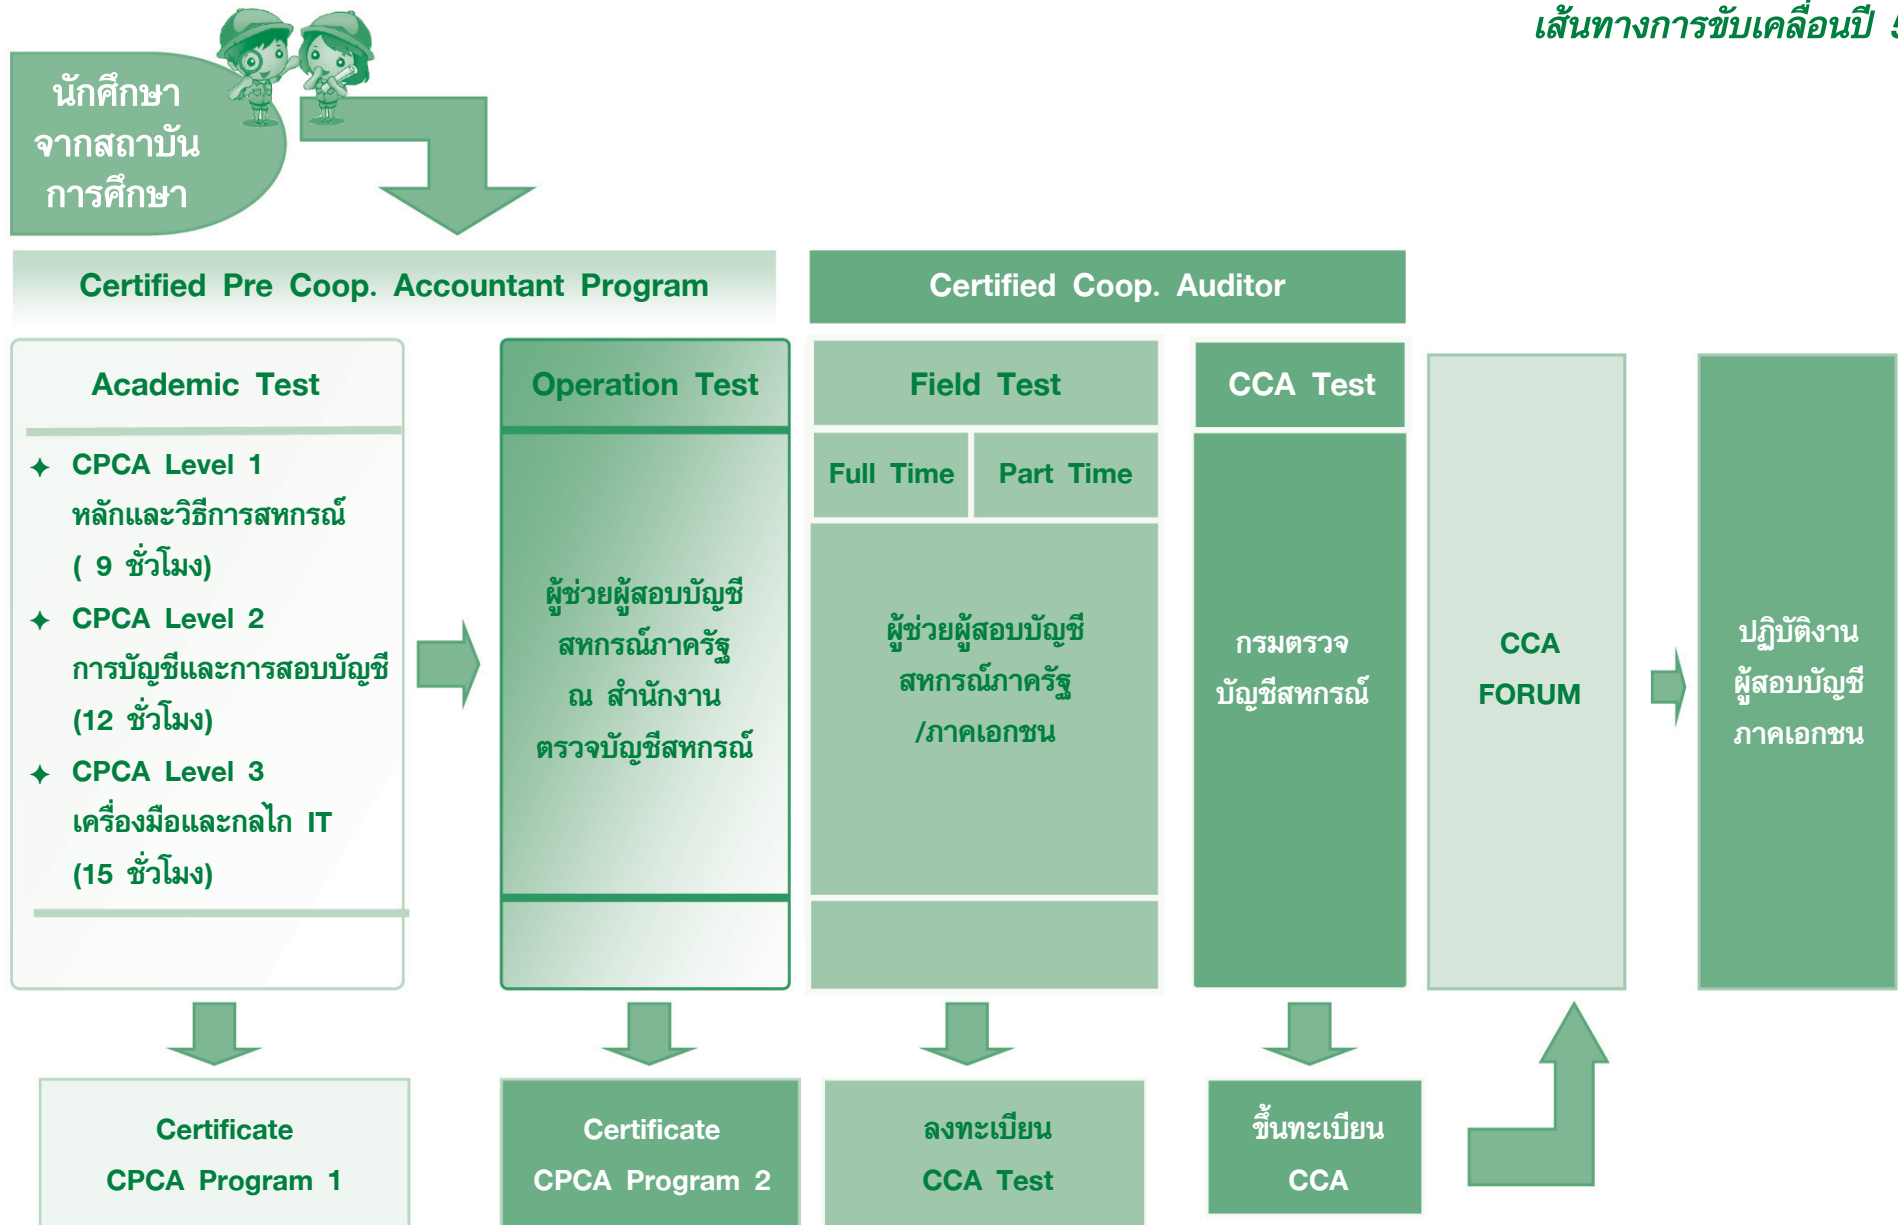 เส้นทางการขับเคลื่อนปี 5
นักศึกษา
จากสถาบัน
การศึกษา
Certified Pre Coop. Accountant Program
Certified Coop. Auditor
Academic Test
✦ CPCA Level 1
หลักและวิธีการสหกรณ์
( 9 ชั่วโมง)
✦ CPCA Level 2
การบัญชีและการสอบบัญชี
(12 ชั่วโมง)
✦ CPCA Level 3
เครื่องมือและกลไก IT
(15 ชั่วโมง)
Operation Test
ผู้ช่วยผู้สอบบัญชี
สหกรณ์ภาครัฐ
ณ สำนักงาน
ตรวจบัญชีสหกรณ์
Field Test
Full Time
Part Time
ผู้ช่วยผู้สอบบัญชี
สหกรณ์ภาครัฐ
/ภาคเอกชน
CCA Test
กรมตรวจ
บัญชีสหกรณ์
CCA
FORUM
ปฏิบัติงาน
ผู้สอบบัญชี
ภาคเอกชน
Certificate
CPCA Program 1
Certificate
CPCA Program 2
ลงทะเบียน
CCA Test
ขึ้นทะเบียน
CCA